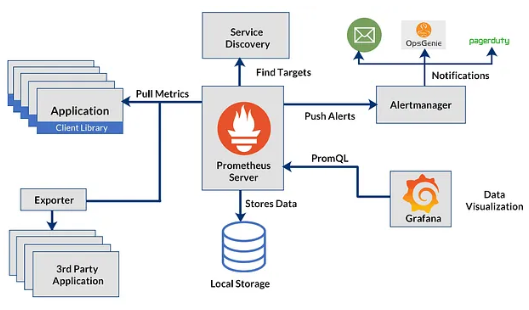 Service
Discovery
OpsGenie
pagerduty
Find Targets
Notifications
Pull Metrics
Application
Client Library
Push Alerts
Alertmanager
Prometheus
Server
PromQL
Exporter
Stores Data
Grafana
Data
Visualization
3rd Party
Application
Local Storage